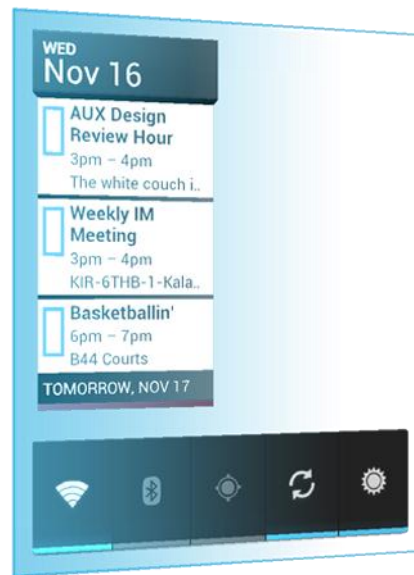 WED
Nov 16
AUX Design
Review Hour
3pm – 4pm
The white couch i..
Weekly IM
Meeting
3pm – 4pm
KIR-6THB-1-Kala..
Basketballin'
6pm – 7pm
B44 Courts
TOMORROW, NOV 17